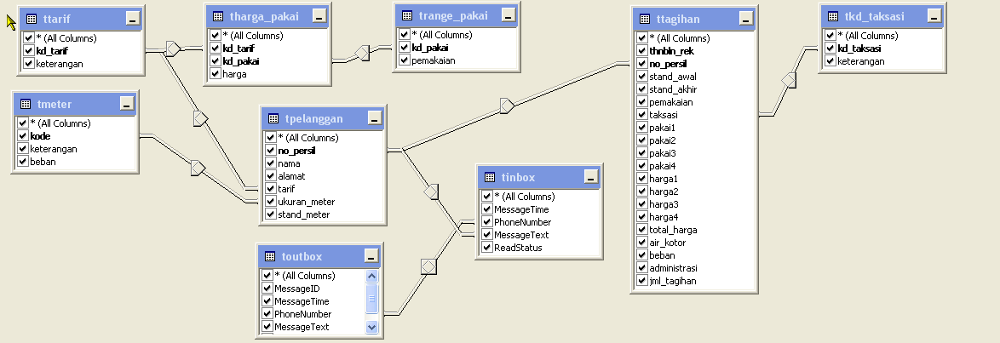 ttarif
* (All Columns)
kd_tarif
keterangan
tharga_pakai
* (All Columns)
kd_tarif
kd_pakai
harga
trange_pakai
* (All Columns)
kd_pakai
pemakaian
ttagihan
* (All Columns)
thnbln_rek
no_persil
stand_awal
stand_akhir
pemakaian
taksasi
pakai1
pakai2
pakai3
pakai4
harga1
harga2
harga3
harga4
total_harga
air_kotor
beban
administrasi
jml_tagihan
tkd_taksasi
* (All Columns)
kd_taksasi
keterangan
tmeter
* (All Columns)
kode
keterangan
beban
tpelanggan
* (All Columns)
no_persil
nama
alamat
tarif
ukuran_meter
stand_meter
tinbox
* (All Columns)
MessageTime
PhoneNumber
MessageText
ReadStatus
toutbox
* (All Columns)
MessageID
MessageTime
PhoneNumber
MessageText